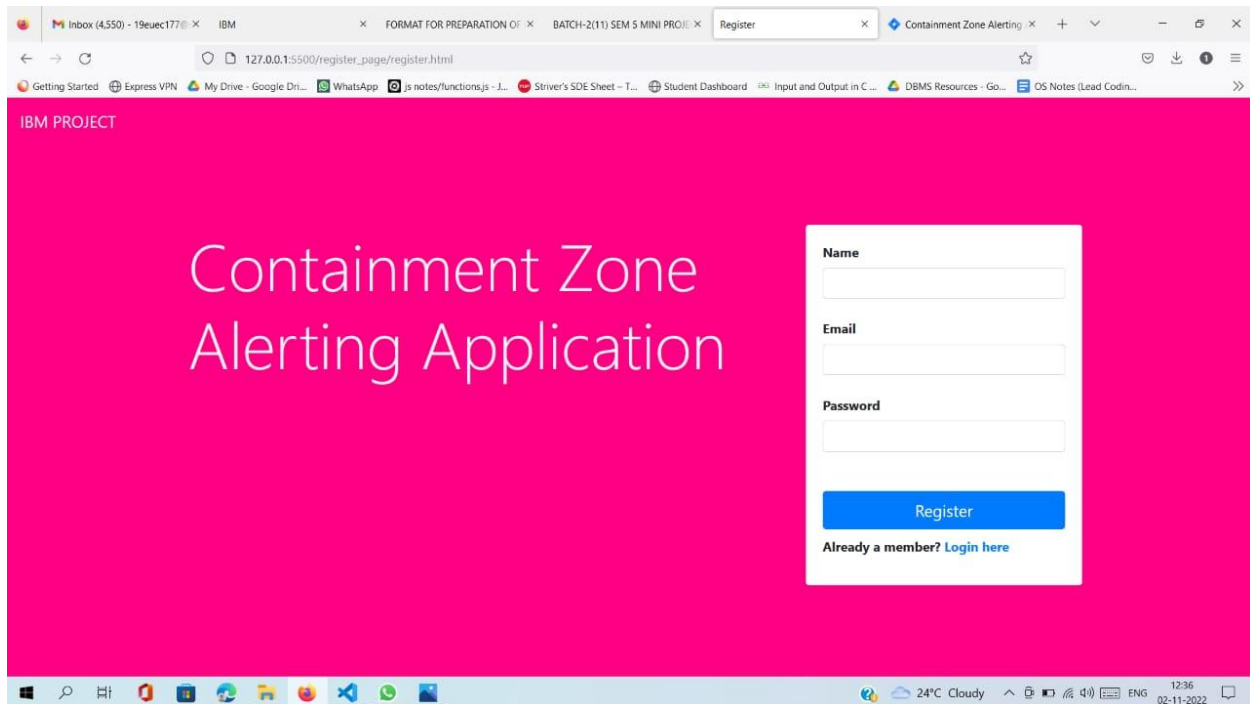 Inbox (4,550) - 19euec177@
IBM
FORMAT FOR PREPARATION OF
BATCH-2(11) SEM 5 MINI PROJE
Register
Containment Zone Alerting
127.0.0.1:5500/register_page/register.html
1
Getting Started
Express VPN
My Drive - Google Dri...
WhatsApp
js notes/functions.js - J...
Striver's SDE Sheet – T...
Student Dashboard
Input and Output in C ...
DBMS Resources - Go...
OS Notes (Lead Codin...
IBM PROJECT
Containment Zone
Alerting Application
Name
Email
Password
Register
Already a member? Login here
24°C Cloudy
ENG
12:36
02-11-2022